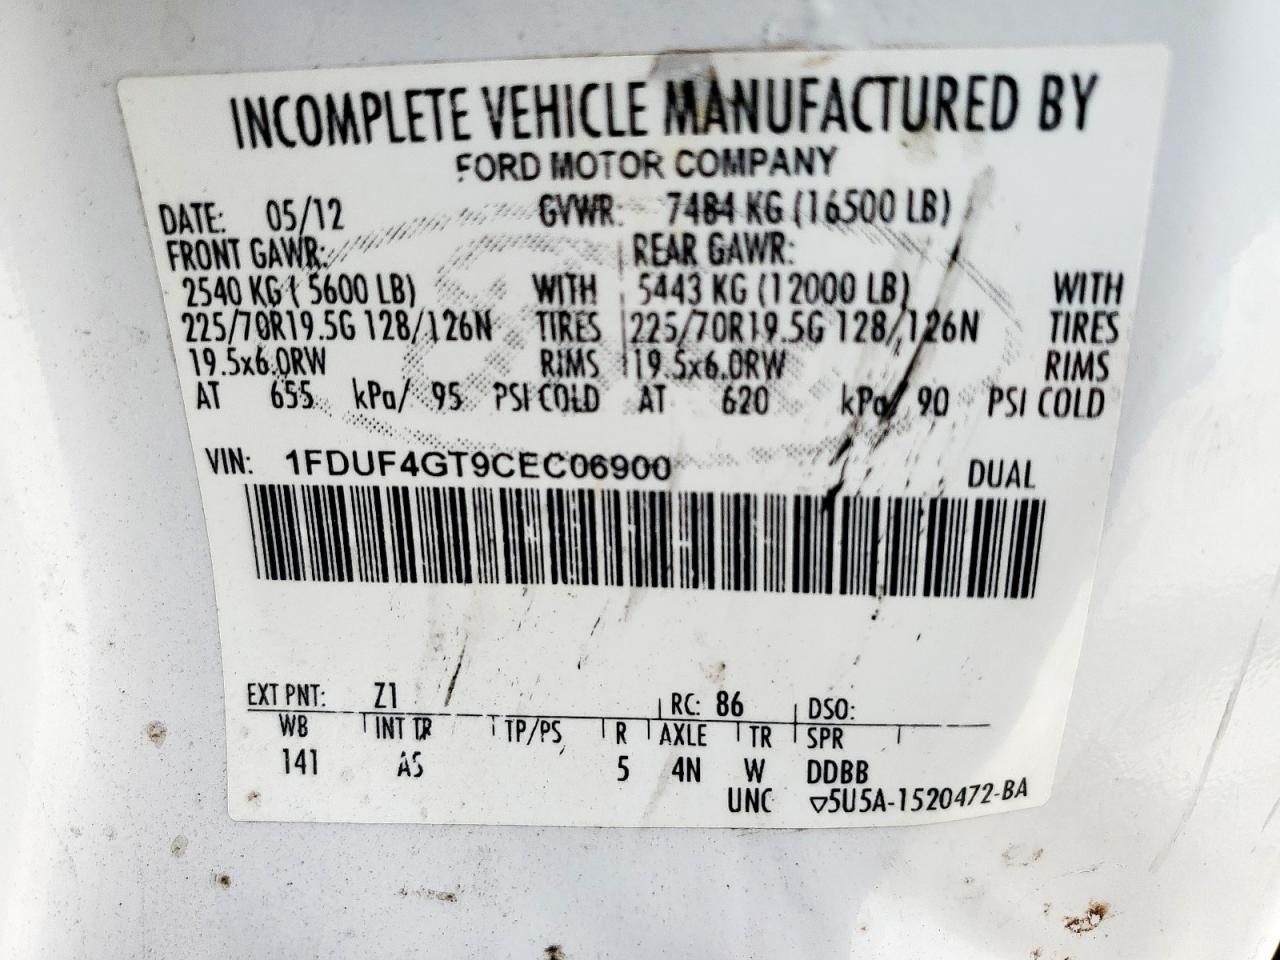 INCOMPLETE VEHICLE MANUFACTURED BY
FORD MOTOR COMPANY
DATE: 05/12 GVWR: 7484 KG (16500 LB)
FRONT GAWR: REAR GAWR:
2540 KG ( 5600 LB) WITH 5443 KG (12000 LB) WITH
225/70R19.5G 128/126N TIRES 225/70R19.5G 128/126N TIRES
19.5x6.0RW RIMS 19.5x6.0RW RIMS
AT 655 kPa/ 95 PSI COLD AT 620 kPa/ 90 PSI COLD
VIN: 1FDUF4GT9CEC06900 DUAL
EXT PNT: Z1 RC: 86 DSO:
WB INT TR TP/PS R AXLE TR SPR
141 AS 5 4N W DDBB
UNC ▽5U5A-1520472-BA